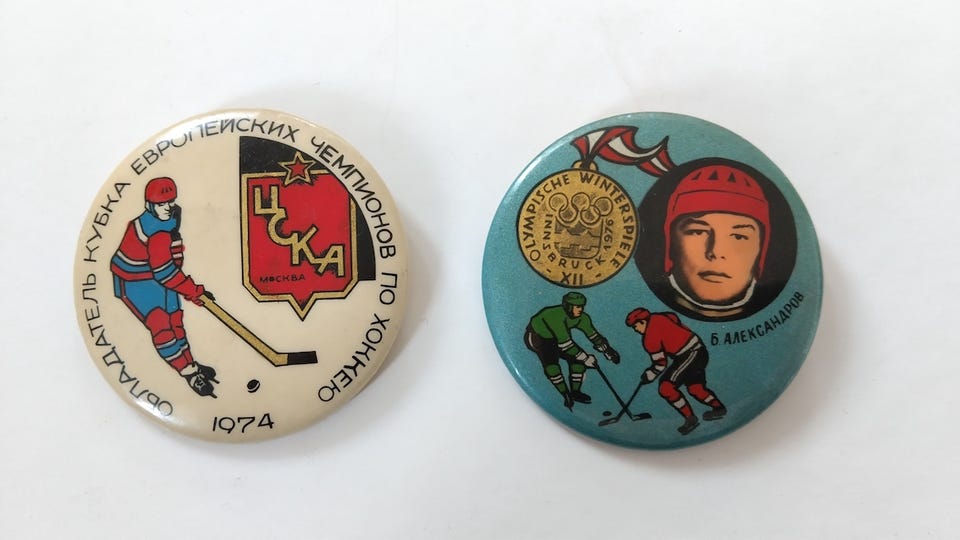 ОБЛАДАТЕЛЬ КУБКА ЕВРОПЕЙСКИХ ЧЕМПИОНОВ ПО ХОККЕЮ
1974
ЦСКА
МОСКВА
OLYMPISCHE WINTERSPIELE
INNSBRUCK 1976
XII
Б. АЛЕКСАНДРОВ